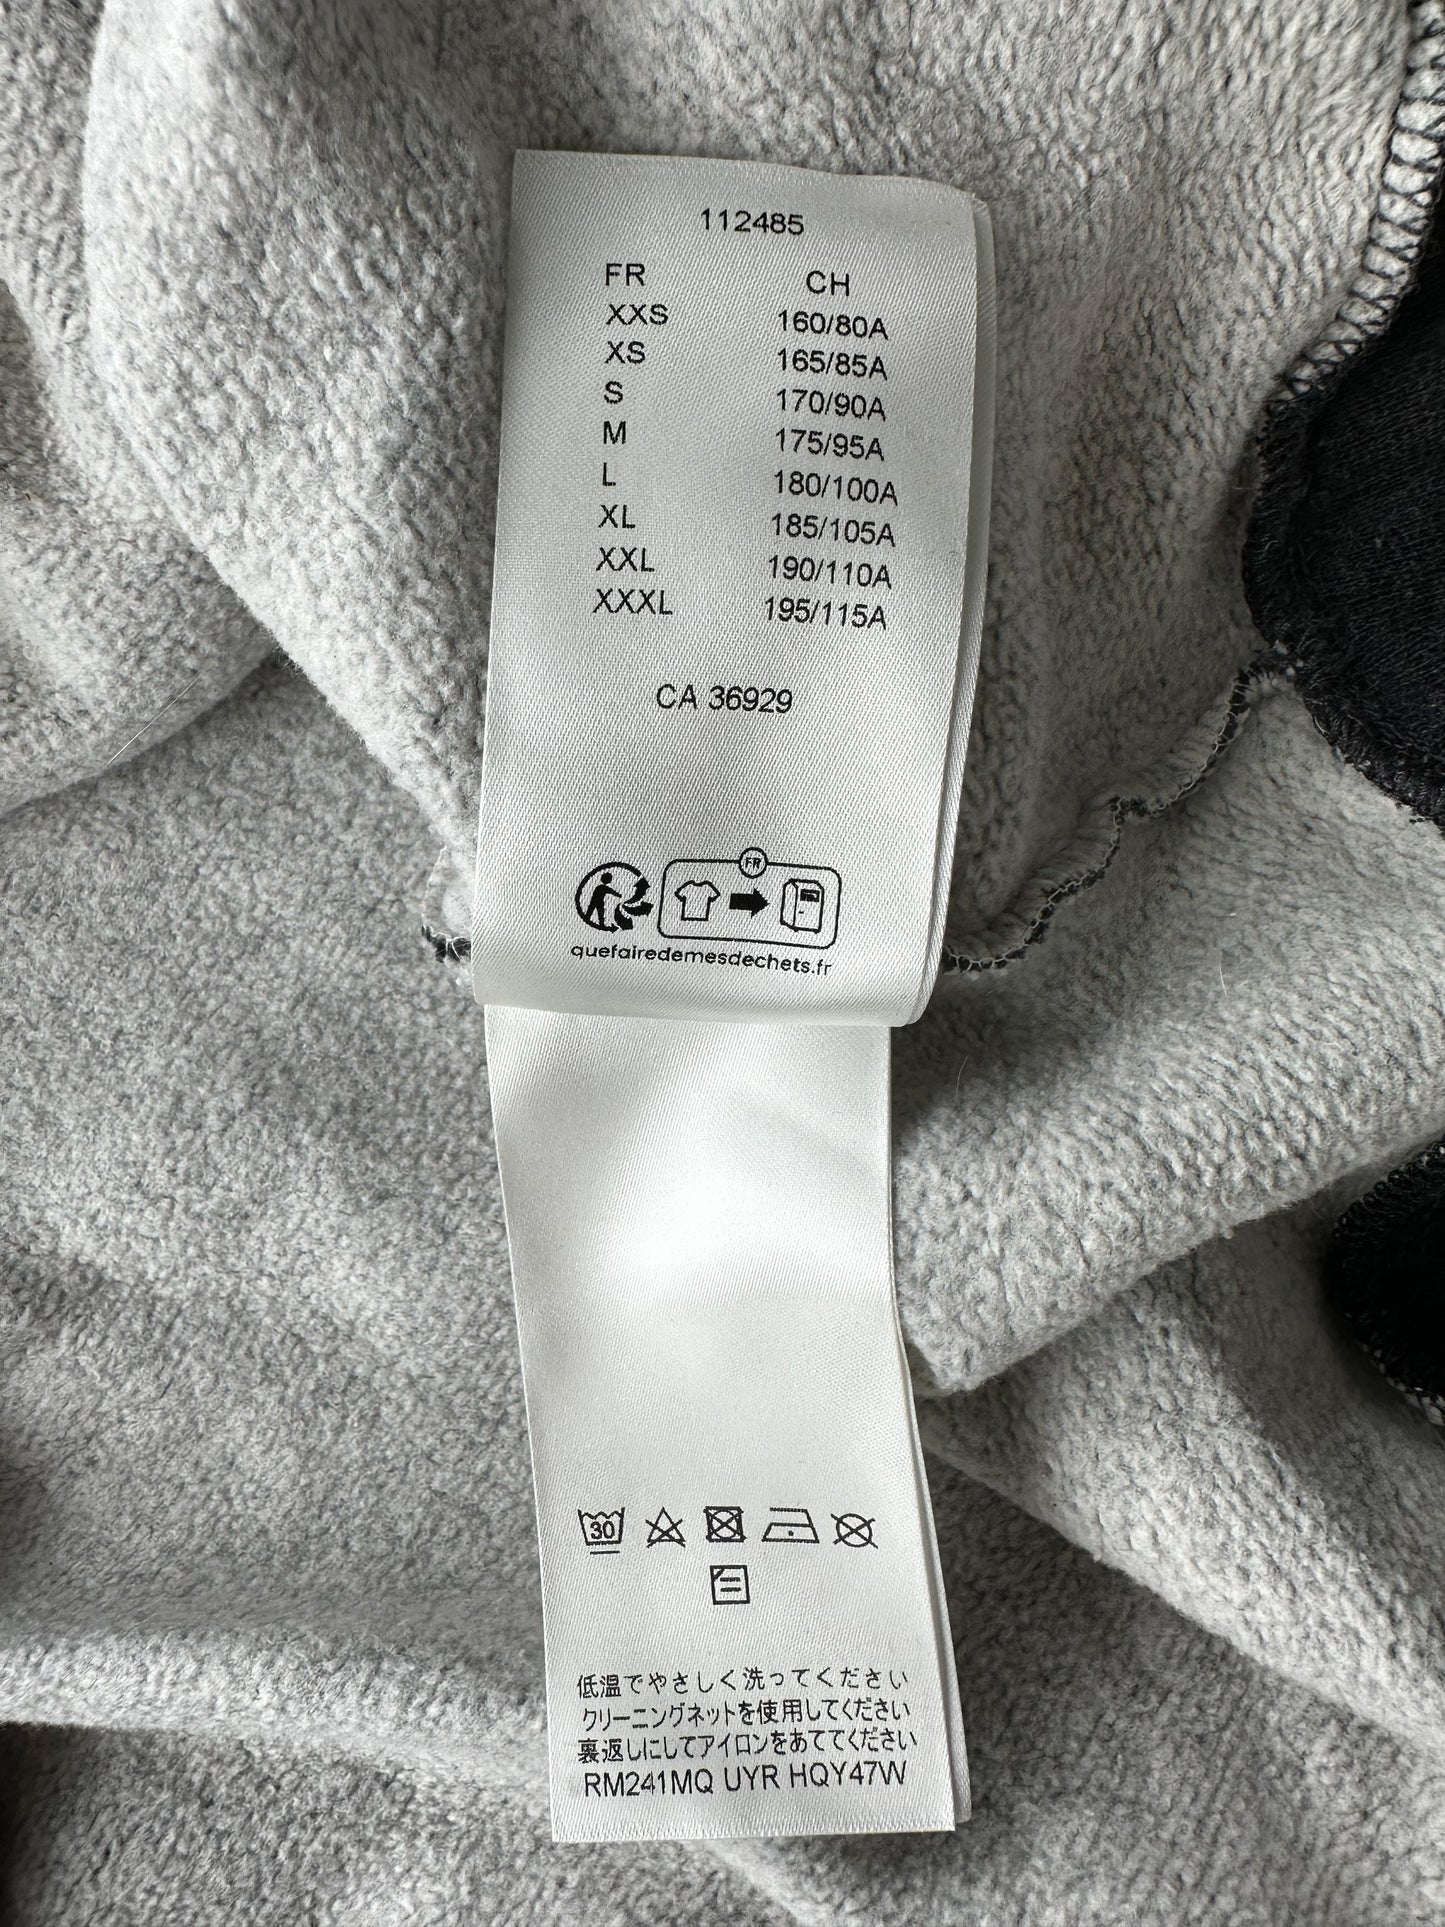 112485
FR CH
XXS 160/80A
XS 165/85A
S 170/90A
M 175/95A
L 180/100A
XL 185/105A
XXL 190/110A
XXXL 195/115A
CA 36929
FR
quefairedemesdechets.fr
30
低温でやさしく洗ってください
クリーニングネットを使用してください
裏返しにしてアイロンをあててください
RM241MQ UYR HQY47W